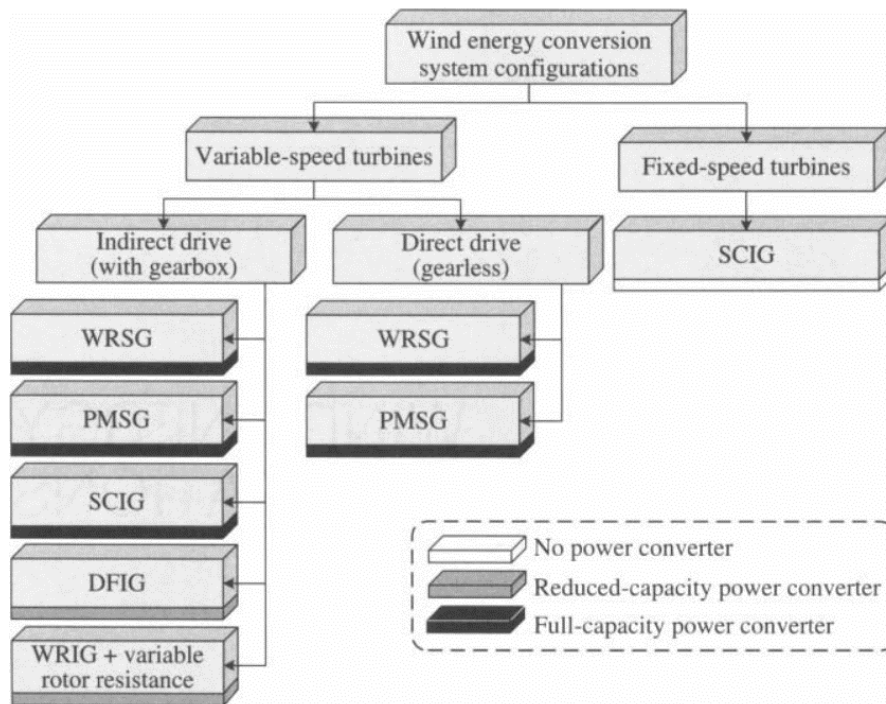 Wind energy conversion
system configurations
Variable-speed turbines
Fixed-speed turbines
Indirect drive
(with gearbox)
Direct drive
(gearless)
SCIG
WRSG
WRSG
PMSG
PMSG
SCIG
DFIG
WRIG + variable
rotor resistance
No power converter
Reduced-capacity power converter
Full-capacity power converter